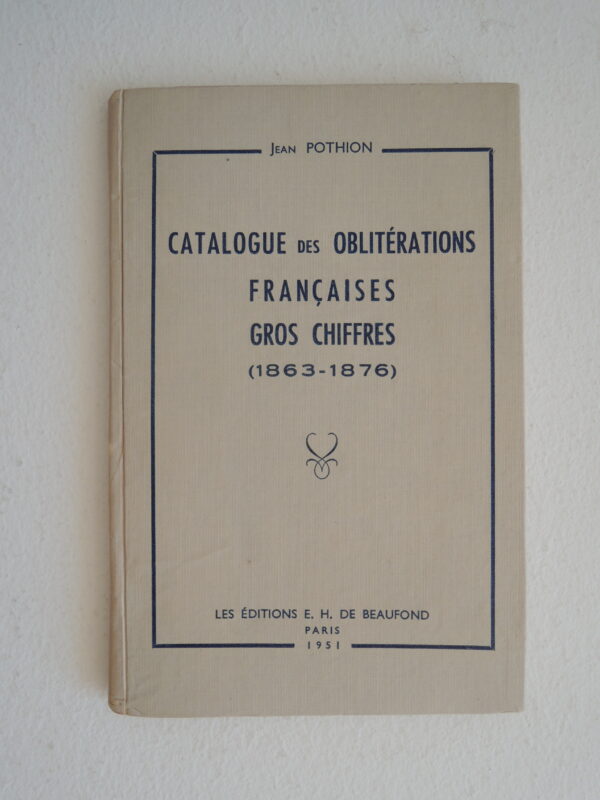 Jean POTHION
CATALOGUE DES OBLITÉRATIONS
FRANÇAISES
GROS CHIFFRES
(1863-1876)
LES ÉDITIONS E. H. DE BEAUFOND
PARIS
1951